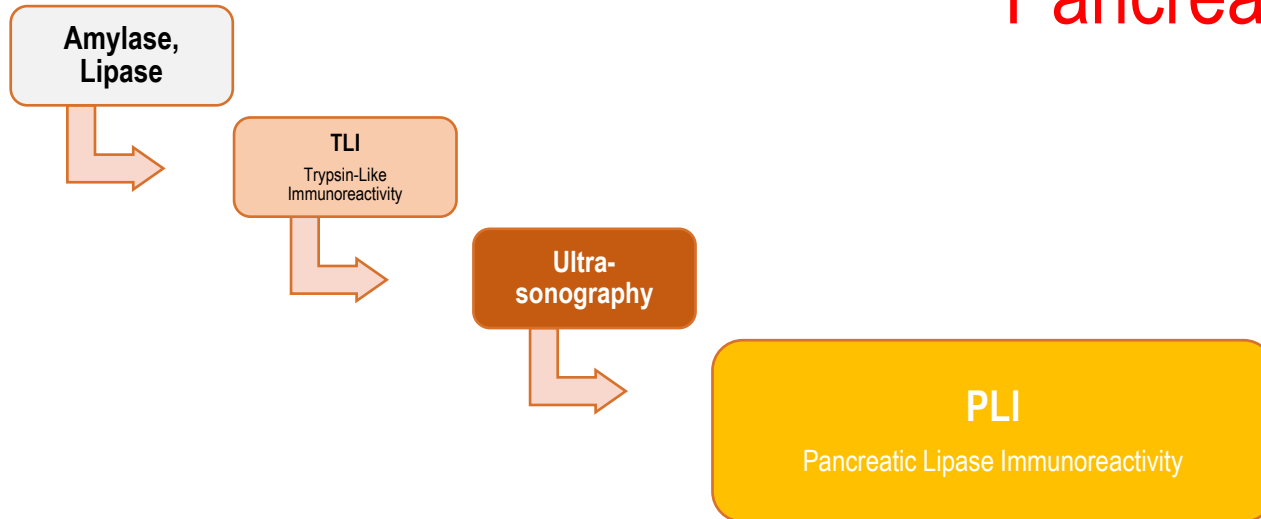 Pancrea
Amylase,
Lipase
TLI
Trypsin-Like
Immunoreactivity
Ultra-
sonography
PLI
Pancreatic Lipase Immunoreactivity